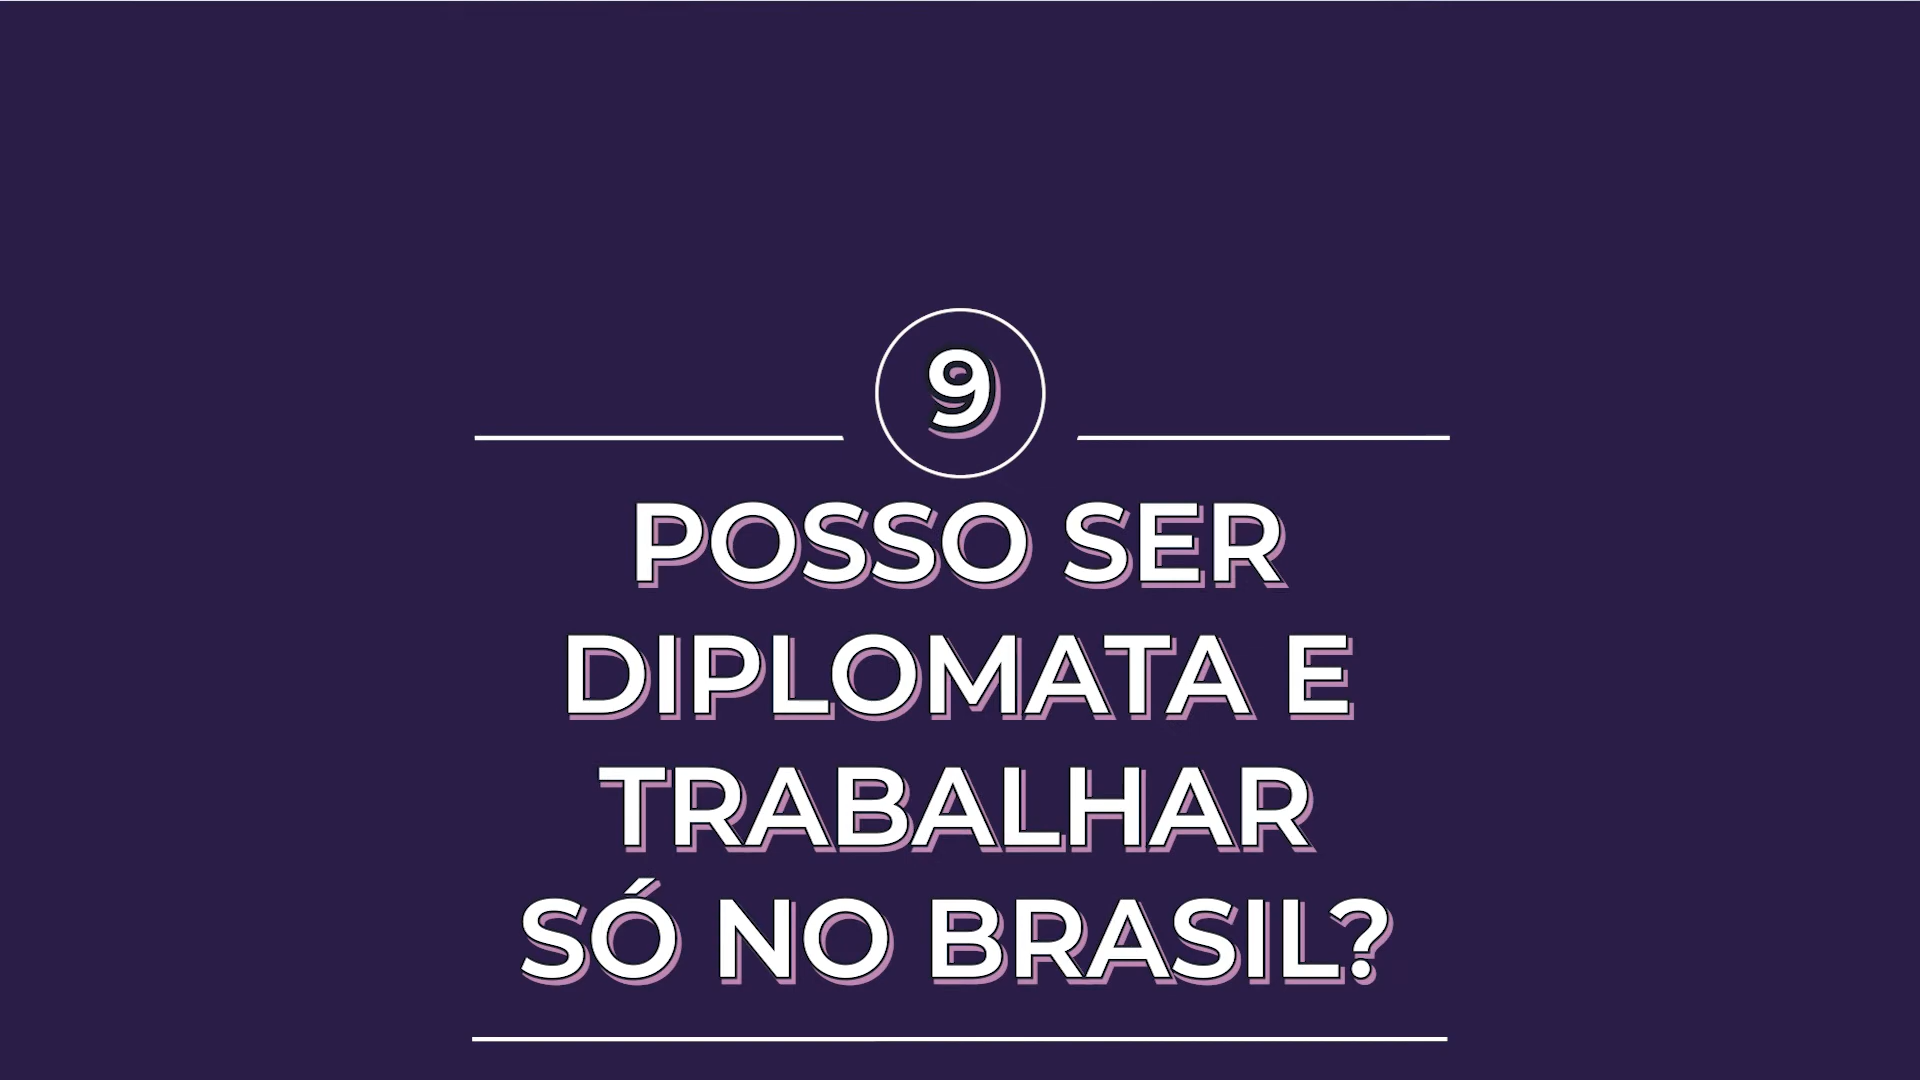 9
POSSO SER
DIPLOMATA E
TRABALHAR
SÓ NO BRASIL?